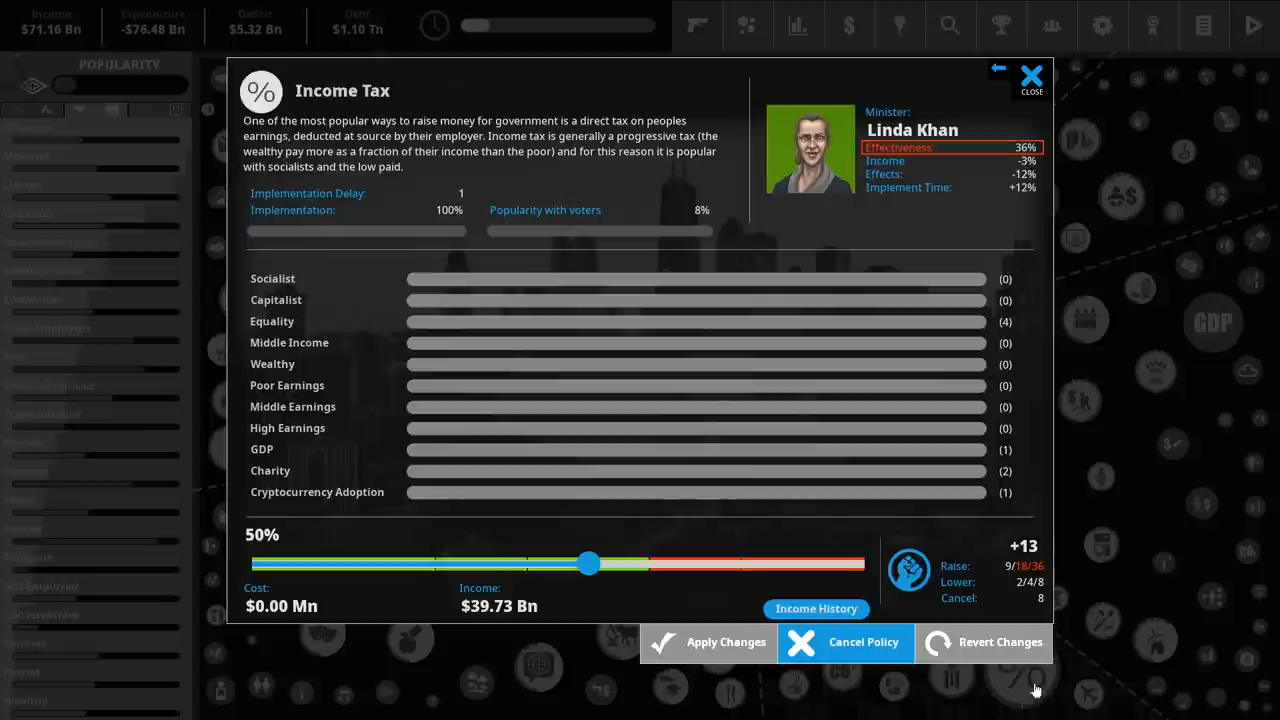 Income
$71.16 Bn
Expenditure
-$76.48 Bn
Deficit
$5.32 Bn
Debt
$1.10 Tn
POPULARITY
Income Tax
CLOSE
One of the most popular ways to raise money for government is a direct tax on peoples
earnings, deducted at source by their employer. Income tax is generally a progressive tax (the
wealthy pay more as a fraction of their income than the poor) and for this reason it is popular
with socialists and the low paid.
Minister:
Linda Khan
Effectiveness: 36%
Income -3%
Effects: -12%
Implement Time: +12%
Implementation Delay: 1
Implementation: 100%
Popularity with voters 8%
Socialist (0)
Capitalist (0)
Equality (4)
Middle Income (0)
Wealthy (0)
Poor Earnings (0)
Middle Earnings (0)
High Earnings (0)
GDP (1)
Charity (2)
Cryptocurrency Adoption (1)
50%
+13
Raise: 9/18/36
Lower: 2/4/8
Cancel: 8
Cost:
$0.00 Mn
Income:
$39.73 Bn
Income History
Apply Changes
Cancel Policy
Revert Changes
GDP
Self Employed
Conservatives
Patriot
Wealthy